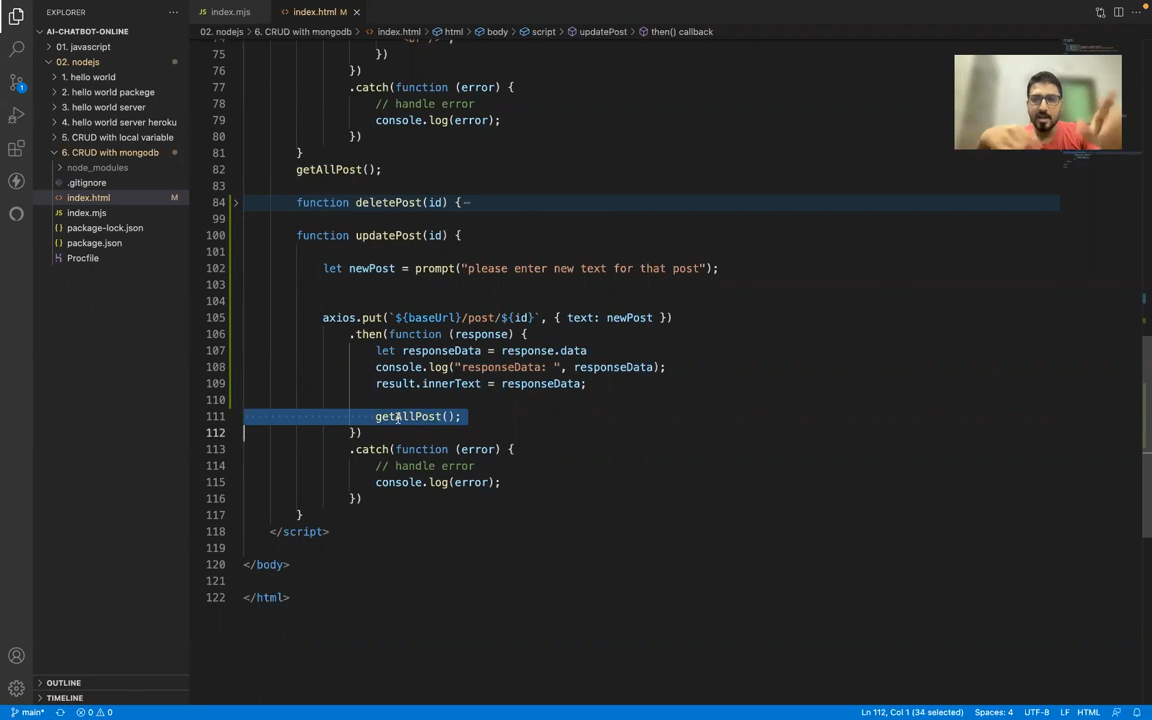 EXPLORER
index.mjs
index.html M
AI-CHATBOT-ONLINE
01. javascript
02. nodejs
1. hello world
2. hello world packege
3. hello world server
4. hello world server heroku
5. CRUD with local variable
6. CRUD with mongodb
node_modules
.gitignore
index.html M
index.mjs
package-lock.json
package.json
Procfile
OUTLINE
TIMELINE
02. nodejs > 6. CRUD with mongodb > index.html > html > body > script > updatePost > then() callback
75 })
76 })
77 .catch(function (error) {
78 // handle error
79 console.log(error);
80 })
81 }
82 getAllPost();
83
84 function deletePost(id) {
99
100 function updatePost(id) {
101
102 let newPost = prompt("please enter new text for that post");
103
104
105 axios.put(`${baseUrl}/post/${id}`, { text: newPost })
106 .then(function (response) {
107 let responseData = response.data
108 console.log("responseData: ", responseData);
109 result.innerText = responseData;
110
111 getAllPost();
112 })
113 .catch(function (error) {
114 // handle error
115 console.log(error);
116 })
117 }
118 </script>
119
120 </body>
121
122 </html>
1
main* 0 0 Ln 112, Col 1 (34 selected) Spaces: 4 UTF-8 LF HTML